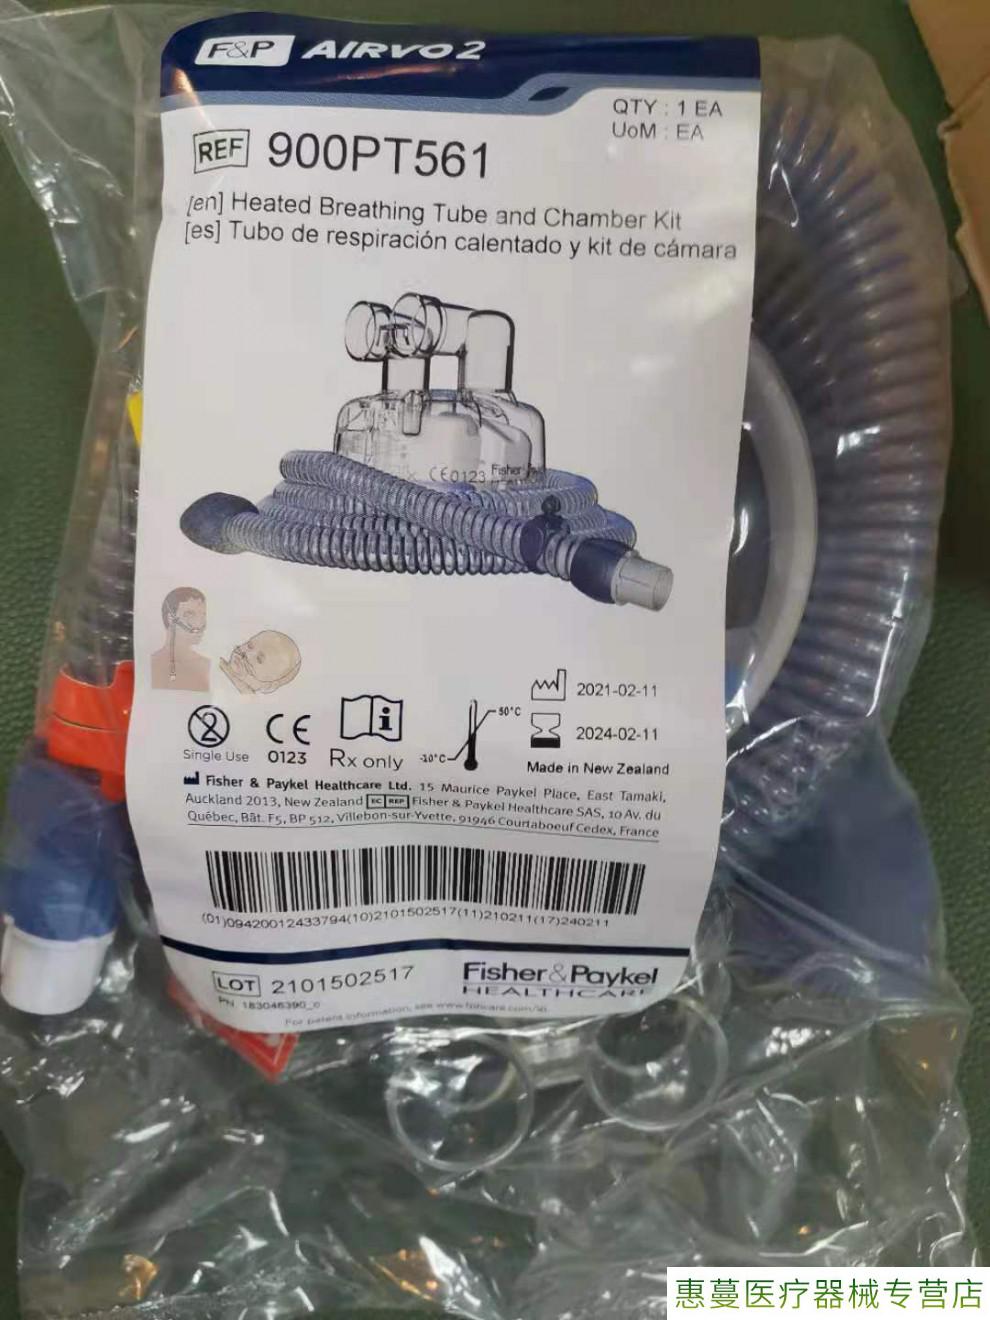 F&P AIRVO 2
QTY : 1 EA
UoM : EA
REF 900PT561
[en] Heated Breathing Tube and Chamber Kit
[es] Tubo de respiración calentado y kit de cámara
CE0123 Fisher
2021-02-11
50°C
2024-02-11
-10°C
Single Use
CE
0123
Rx only
Made in New Zealand
Fisher & Paykel Healthcare Ltd. 15 Maurice Paykel Place, East Tamaki,
Auckland 2013, New Zealand EC REP Fisher & Paykel Healthcare SAS, 10 Av. du
Québec, Bât. F5, BP 512, Villebon-sur-Yvette, 91946 Courtaboeuf Cedex, France
(01)09420012433794(10)2101502517(11)210211(17)240211
LOT 2101502517
Fisher&Paykel
HEALTHCARE
For patent information, see
惠蔓医疗器械专营店